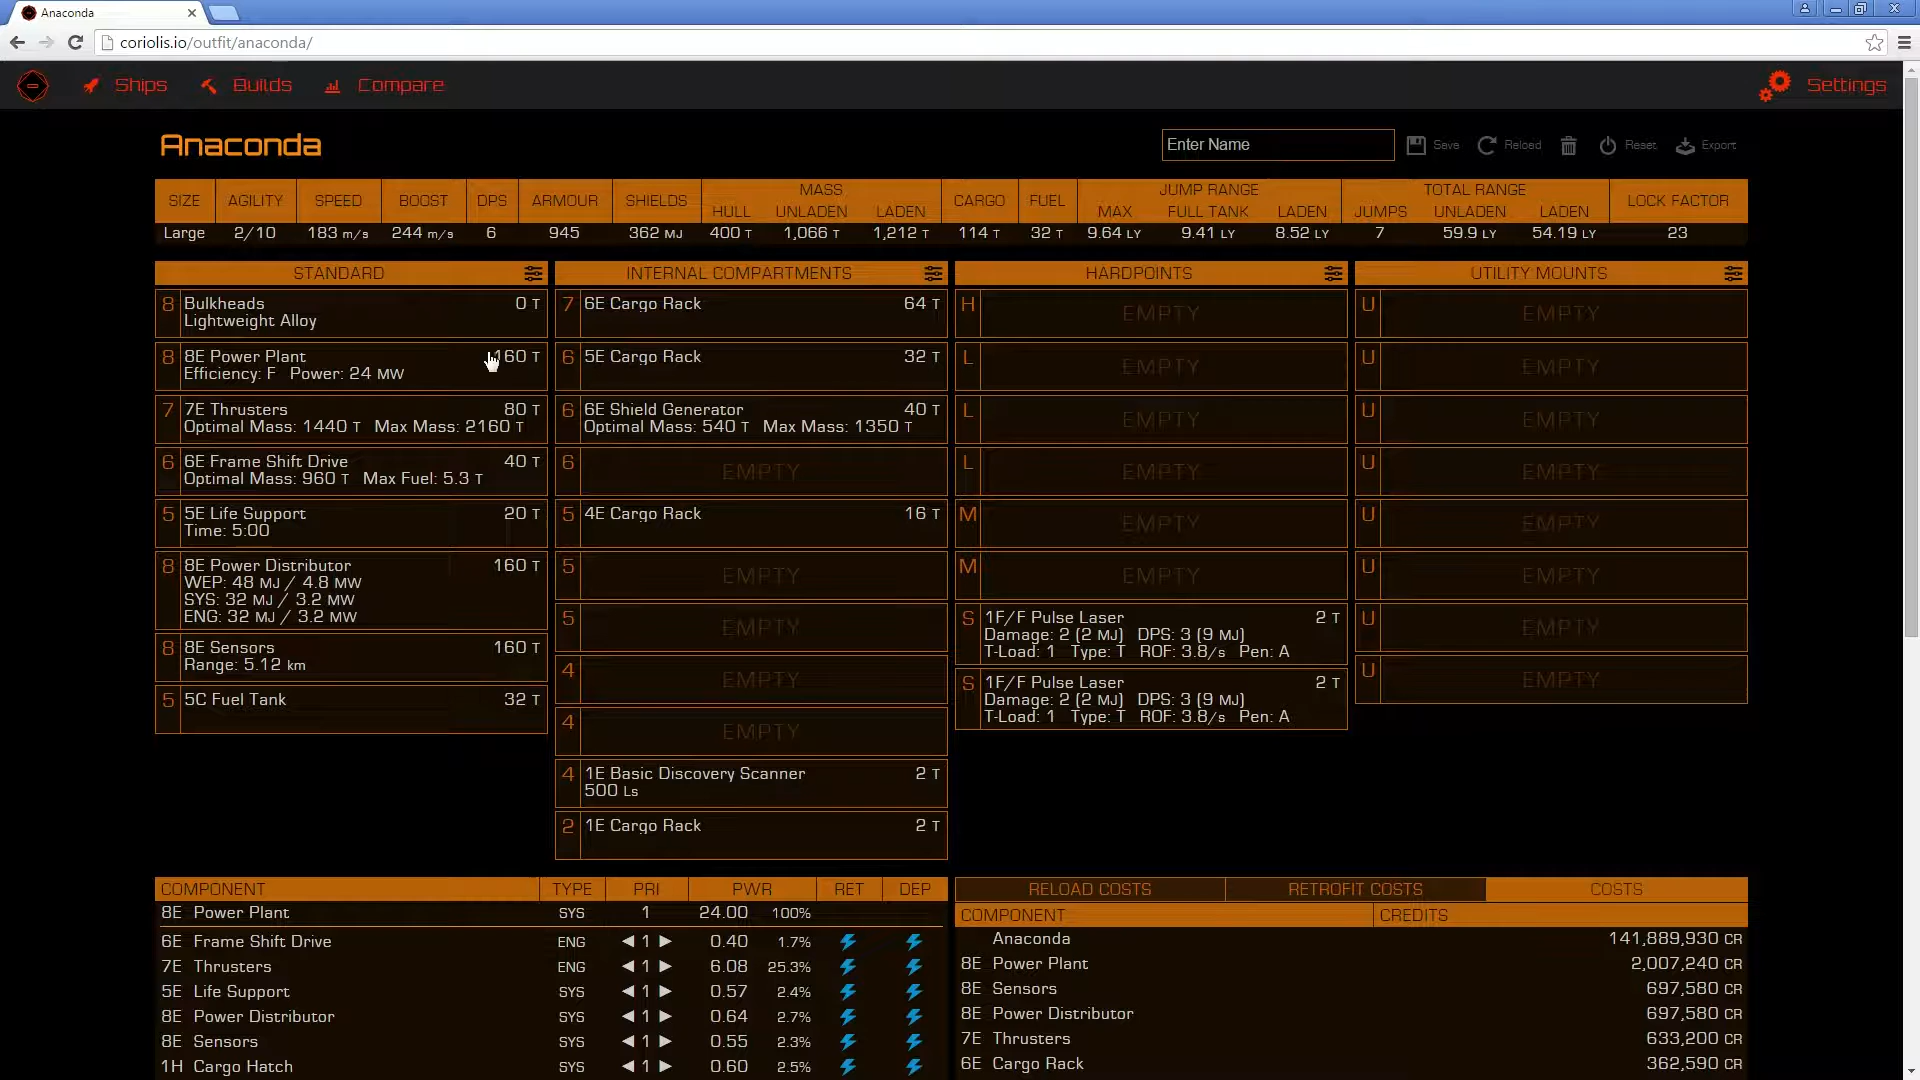 Anaconda
coriolis.io/outfit/anaconda/
Ships Builds Compare Settings
Anaconda
Enter Name Save Reload Reset Export
SIZE AGILITY SPEED BOOST DPS ARMOUR SHIELDS MASS CARGO FUEL JUMP RANGE TOTAL RANGE LOCK FACTOR
HULL UNLADEN LADEN MAX FULL TANK LADEN JUMPS UNLADEN LADEN
Large 2/10 183 m/s 244 m/s 6 945 362 MJ 400 T 1,066 T 1,212 T 114 T 32 T 9.64 LY 9.41 LY 8.52 LY 7 59.9 LY 54.19 LY 23
STANDARD
8 Bulkheads 0 T
Lightweight Alloy
8 8E Power Plant 160 T
Efficiency: F Power: 24 MW
7 7E Thrusters 80 T
Optimal Mass: 1440 T Max Mass: 2160 T
6 6E Frame Shift Drive 40 T
Optimal Mass: 960 T Max Fuel: 5.3 T
5 5E Life Support 20 T
Time: 5:00
8 8E Power Distributor 160 T
WEP: 48 MJ / 4.8 MW
SYS: 32 MJ / 3.2 MW
ENG: 32 MJ / 3.2 MW
8 8E Sensors 160 T
Range: 5.12 km
5 5C Fuel Tank 32 T
INTERNAL COMPARTMENTS
7 6E Cargo Rack 64 T
6 5E Cargo Rack 32 T
6 6E Shield Generator 40 T
Optimal Mass: 540 T Max Mass: 1350 T
6 EMPTY
5 4E Cargo Rack 16 T
5 EMPTY
5 EMPTY
4 EMPTY
4 EMPTY
4 1E Basic Discovery Scanner 2 T
500 Ls
2 1E Cargo Rack 2 T
HARDPOINTS
H EMPTY
L EMPTY
L EMPTY
L EMPTY
M EMPTY
M EMPTY
S 1F/F Pulse Laser 2 T
Damage: 2 (2 MJ) DPS: 3 (9 MJ)
T-Load: 1 Type: T ROF: 3.8/s Pen: A
S 1F/F Pulse Laser 2 T
Damage: 2 (2 MJ) DPS: 3 (9 MJ)
T-Load: 1 Type: T ROF: 3.8/s Pen: A
UTILITY MOUNTS
U EMPTY
U EMPTY
U EMPTY
U EMPTY
U EMPTY
U EMPTY
U EMPTY
U EMPTY
COMPONENT TYPE PRI PWR RET DEP
8E Power Plant SYS 1 24.00 100%
6E Frame Shift Drive ENG 1 0.40 1.7%
7E Thrusters ENG 1 6.08 25.3%
5E Life Support SYS 1 0.57 2.4%
8E Power Distributor SYS 1 0.64 2.7%
8E Sensors SYS 1 0.55 2.3%
1H Cargo Hatch SYS 1 0.60 2.5%
RELOAD COSTS RETROFIT COSTS COSTS
COMPONENT CREDITS
Anaconda 141,889,930 CR
8E Power Plant 2,007,240 CR
8E Sensors 697,580 CR
8E Power Distributor 697,580 CR
7E Thrusters 633,200 CR
6E Cargo Rack 362,590 CR